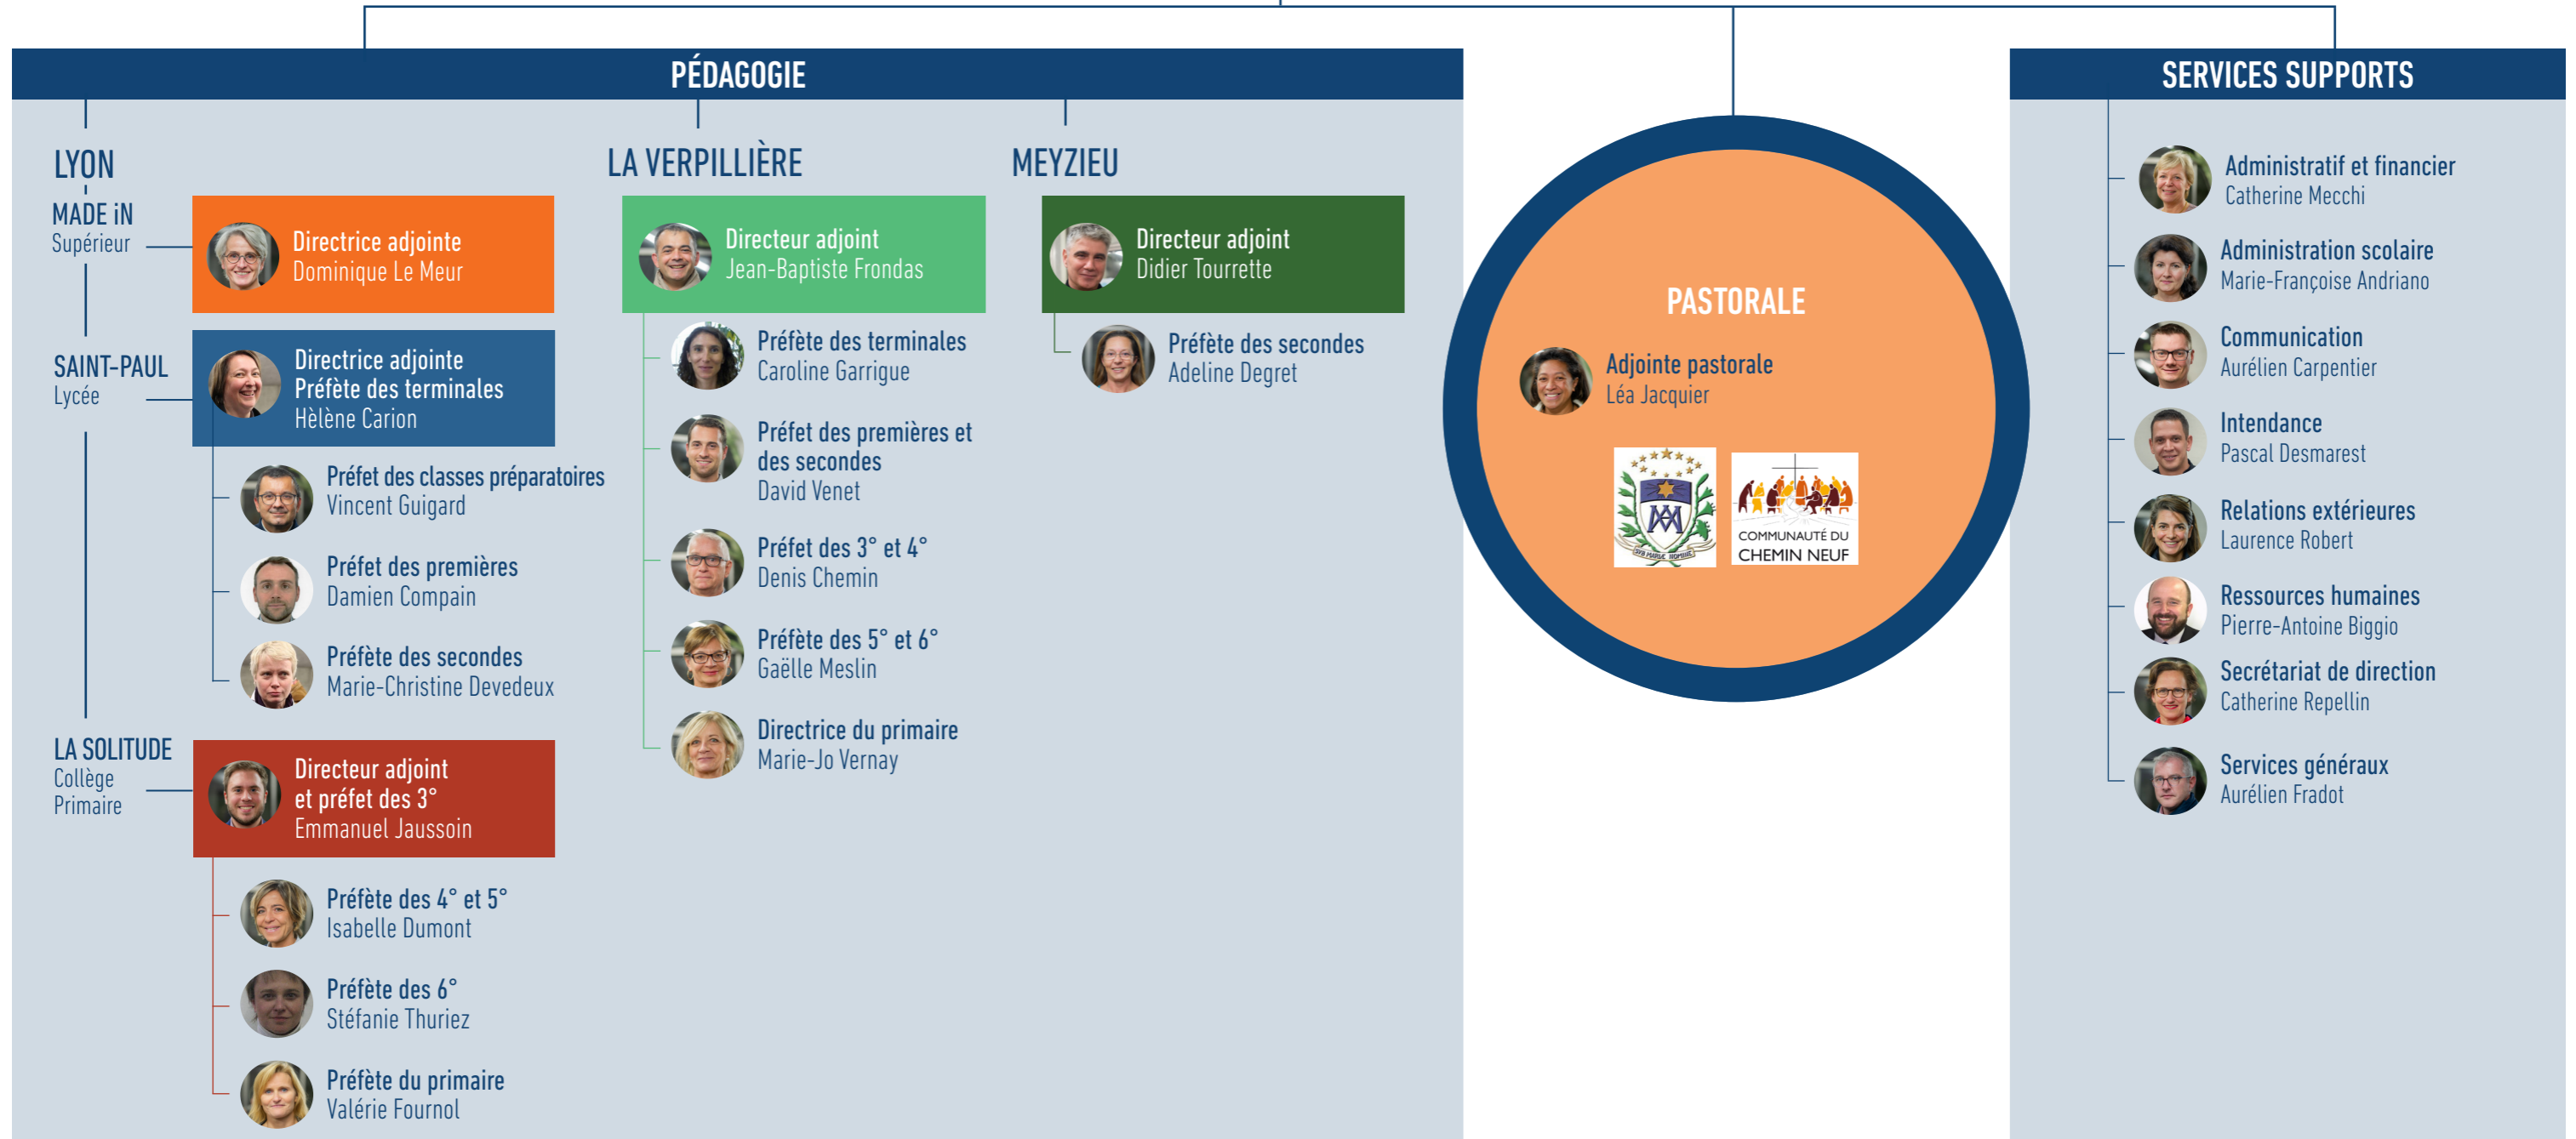 PÉDAGOGIE
LYON
MADE iN
Supérieur
Directrice adjointe
Dominique Le Meur
SAINT-PAUL
Lycée
Directrice adjointe
Préfète des terminales
Hèlène Carion
Préfet des classes préparatoires
Vincent Guigard
Préfet des premières
Damien Compain
Préfète des secondes
Marie-Christine Devedeux
LA SOLITUDE
Collège
Primaire
Directeur adjoint
et préfet des 3°
Emmanuel Jaussoin
Préfète des 4° et 5°
Isabelle Dumont
Préfète des 6°
Stéfanie Thuriez
Préfète du primaire
Valérie Fournol
LA VERPILLIÈRE
Directeur adjoint
Jean-Baptiste Frondas
Préfète des terminales
Caroline Garrigue
Préfet des premières et
des secondes
David Venet
Préfet des 3° et 4°
Denis Chemin
Préfète des 5° et 6°
Gaëlle Meslin
Directrice du primaire
Marie-Jo Vernay
MEYZIEU
Directeur adjoint
Didier Tourrette
Préfète des secondes
Adeline Degret
PASTORALE
Adjointe pastorale
Léa Jacquier
SUB MARIÆ NOMINE
COMMUNAUTÉ DU
CHEMIN NEUF
SERVICES SUPPORTS
Administratif et financier
Catherine Mecchi
Administration scolaire
Marie-Françoise Andriano
Communication
Aurélien Carpentier
Intendance
Pascal Desmarest
Relations extérieures
Laurence Robert
Ressources humaines
Pierre-Antoine Biggio
Secrétariat de direction
Catherine Repellin
Services généraux
Aurélien Fradot